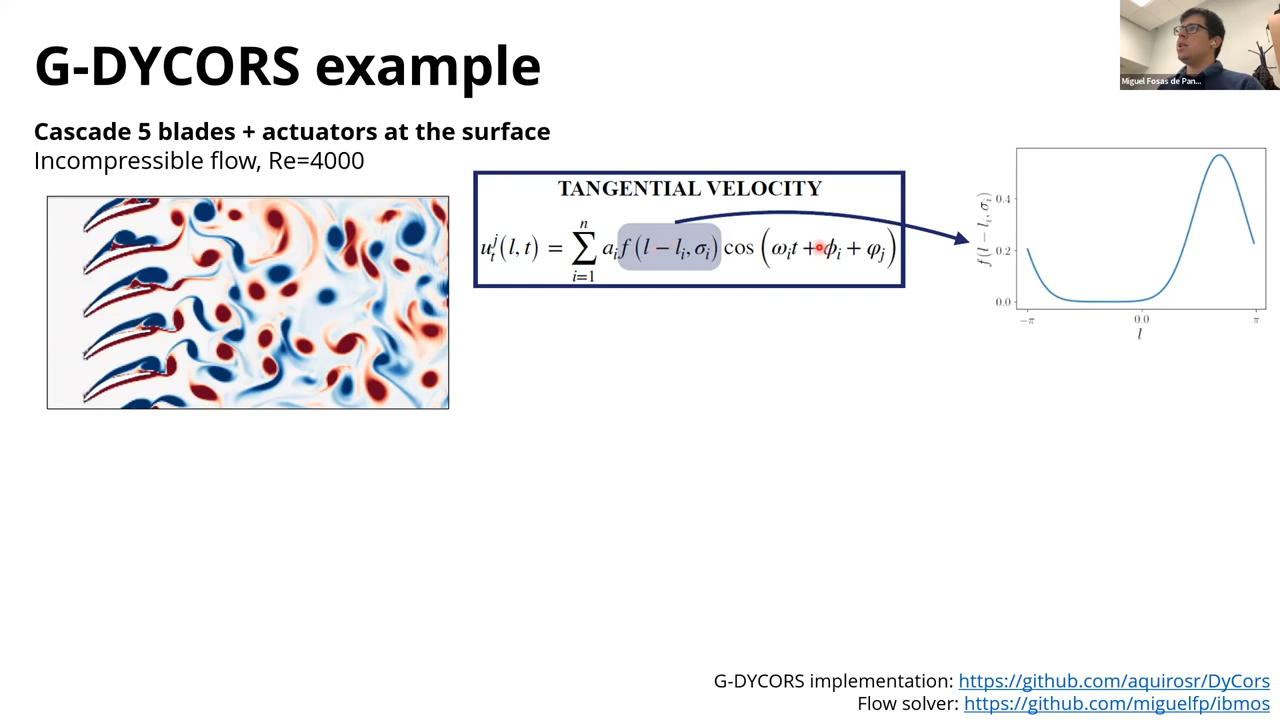 G-DYCORS example
Cascade 5 blades + actuators at the surface
Incompressible flow, Re=4000
TANGENTIAL VELOCITY
u_t^j(l, t) = ∑_{i=1}^{n} a_i f(l − l_i, σ_i) cos(ω_i t + ϕ_i + φ_j)
f(l − l_i, σ_i)
0.4
0.2
0.0
−π 0.0 π
l
Miguel Fosas de Pan...
G-DYCORS implementation: https://github.com/aquirosr/DyCors
Flow solver: https://github.com/miguelfp/ibmos